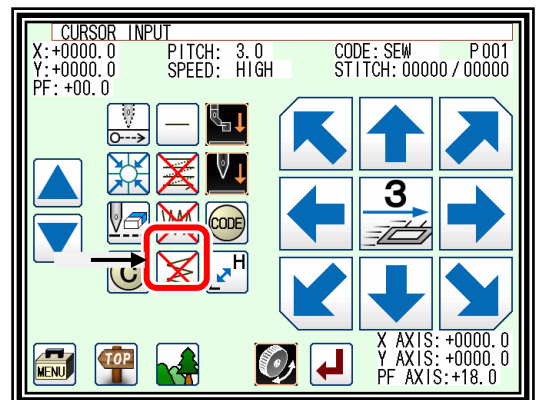 CURSOR INPUT
X:+0000.0 PITCH: 3.0 CODE:SEW P001
Y:+0000.0 SPEED: HIGH STITCH:00000/00000
PF:+00.0
CODE
3
C
H
X AXIS:+0000.0
Y AXIS:+0000.0
PF AXIS:+18.0
MENU
TOP